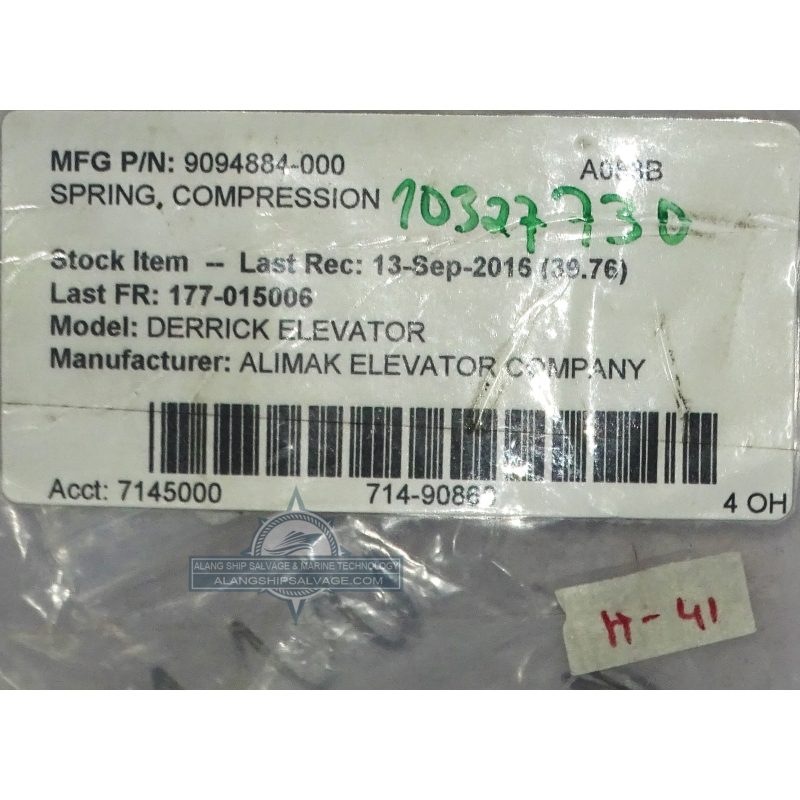 MFG P/N: 9094884-000
SPRING, COMPRESSION 10327730
Stock Item -- Last Rec: 13-Sep-2016 (39.76)
Last FR: 177-015006
Model: DERRICK ELEVATOR
Manufacturer: ALIMAK ELEVATOR COMPANY
Acct: 7145000
4 OH
ALANG SHIP SALVAGE & MARINE TECHNOLOGY
ALANGSHIPSALVAGE.COM
H-41